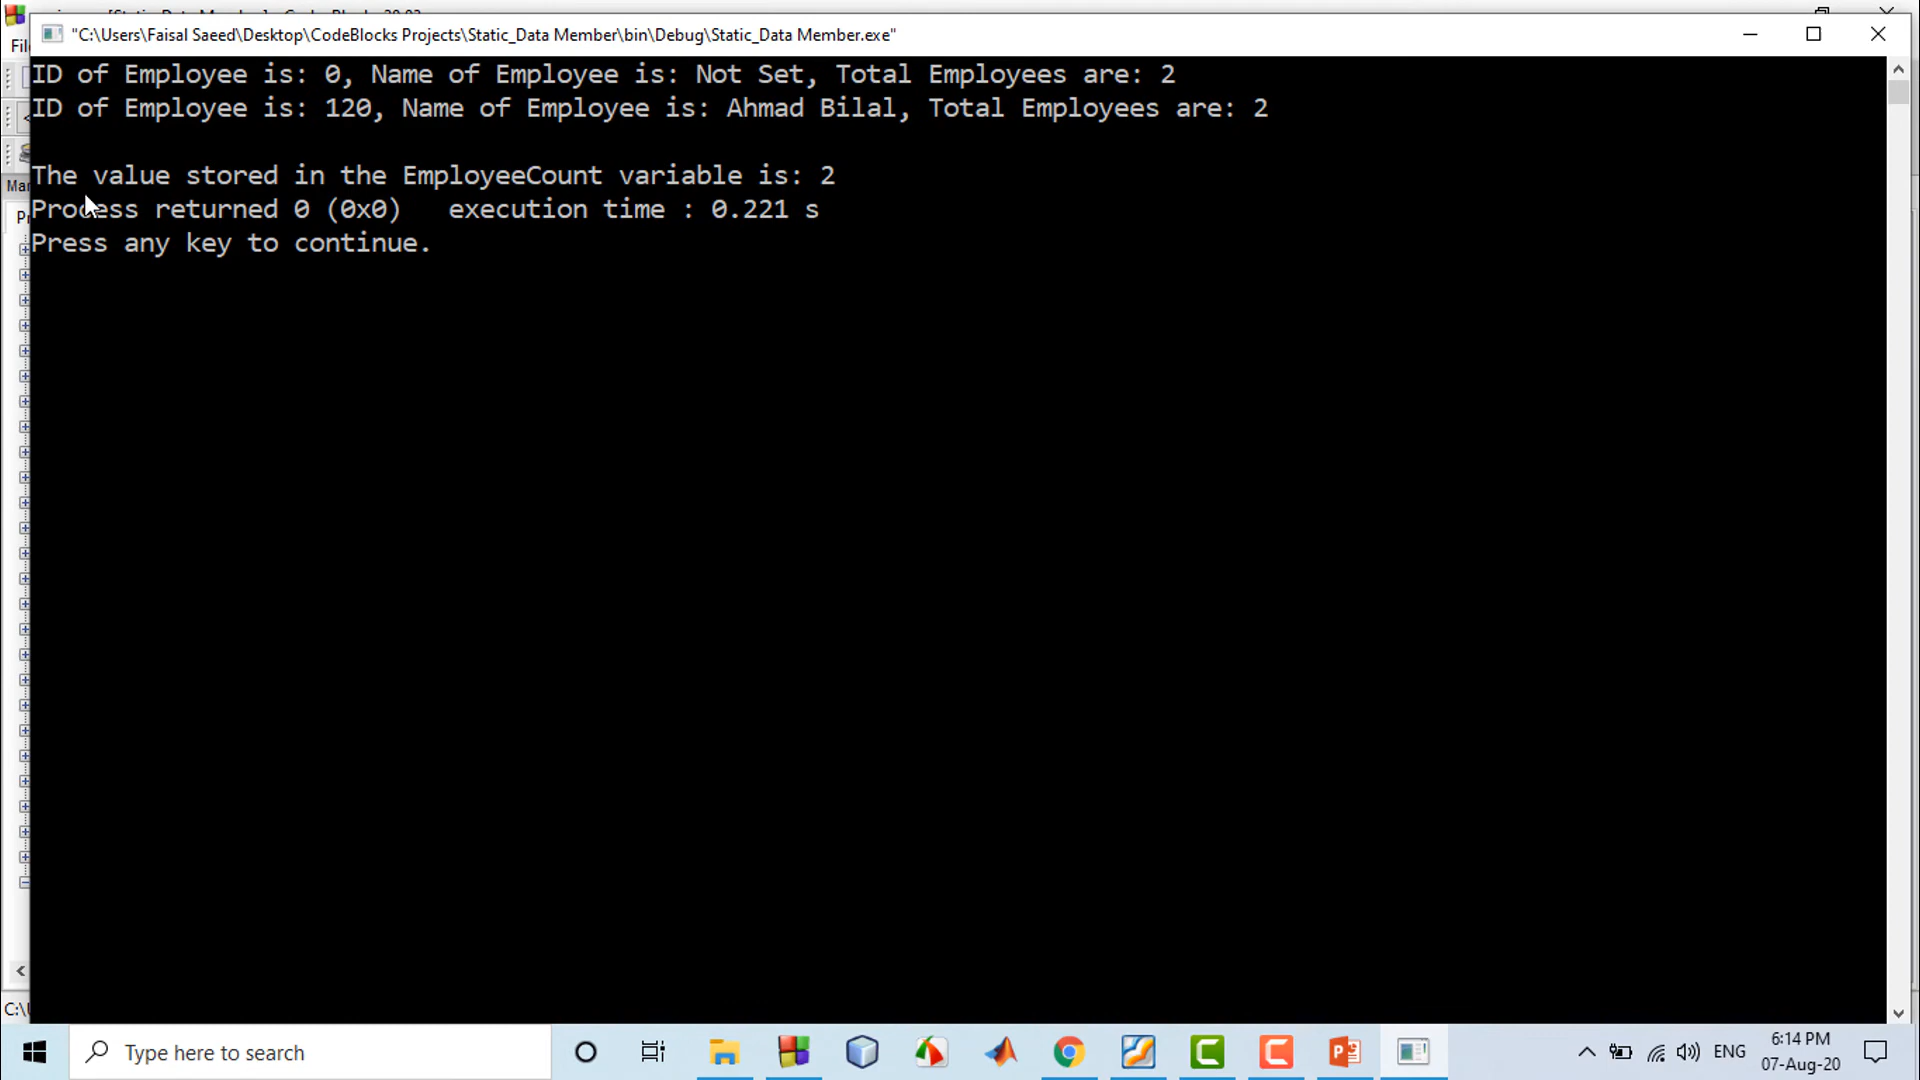 "C:\Users\Faisal Saeed\Desktop\CodeBlocks Projects\Static_Data Member\bin\Debug\Static_Data Member.exe"
ID of Employee is: 0, Name of Employee is: Not Set, Total Employees are: 2
ID of Employee is: 120, Name of Employee is: Ahmad Bilal, Total Employees are: 2
The value stored in the EmployeeCount variable is: 2
Process returned 0 (0x0)   execution time : 0.221 s
Press any key to continue.
Type here to search
ENG
6:14 PM
07-Aug-20